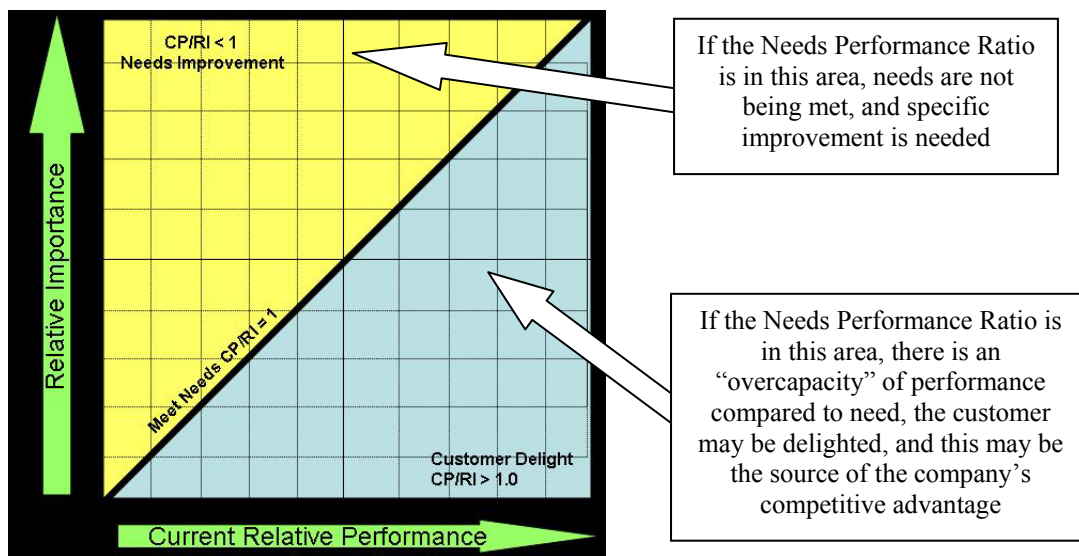 CP/RI < 1
Needs Improvement
If the Needs Performance Ratio
is in this area, needs are not
being met, and specific
improvement is needed
Relative Importance
Meet Needs CP/RI = 1
If the Needs Performance Ratio is
in this area, there is an
“overcapacity” of performance
compared to need, the customer
may be delighted, and this may be
the source of the company’s
competitive advantage
Customer Delight
CP/RI > 1.0
Current Relative Performance